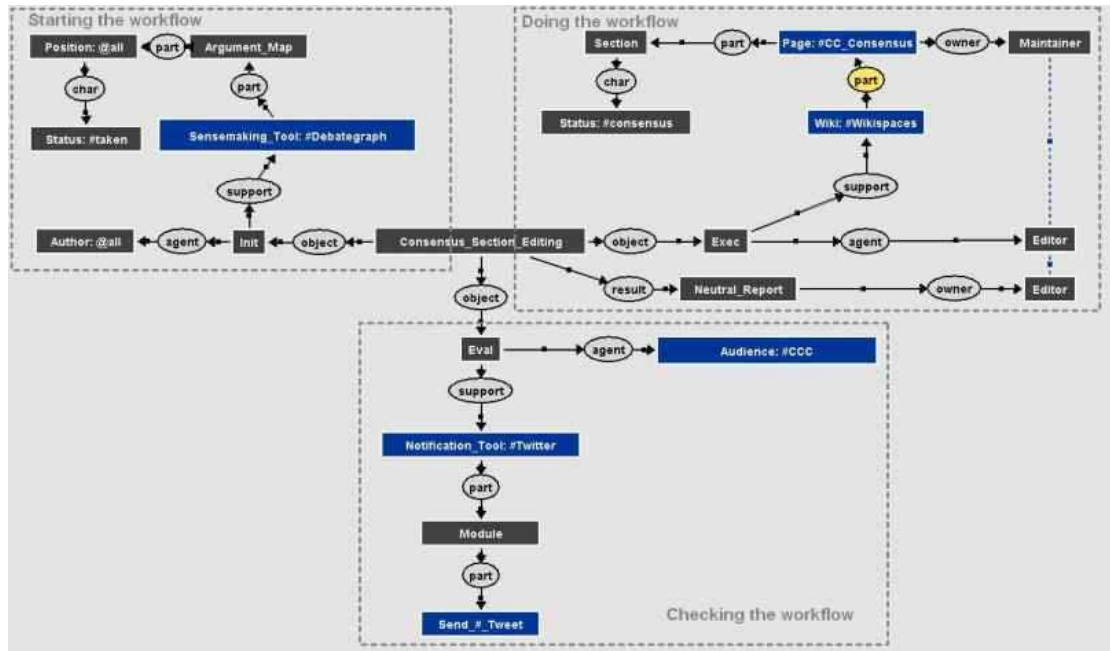 Starting the workflow
Doing the workflow
Position: @all
part
Argument_Map
Section
part
Page: #CC_Consensus
owner
Maintainer
char
part
char
part
Status: #taken
Sensemaking_Tool: #Debategraph
Status: #consensus
Wiki: #Wikispaces
support
support
Author: @all
agent
Init
object
Consensus_Section_Editing
object
Exec
agent
Editor
object
result
Neutral_Report
owner
Editor
Eval
agent
Audience: #CCC
support
Notification_Tool: #Twitter
part
Module
part
Send_#_Tweet
Checking the workflow